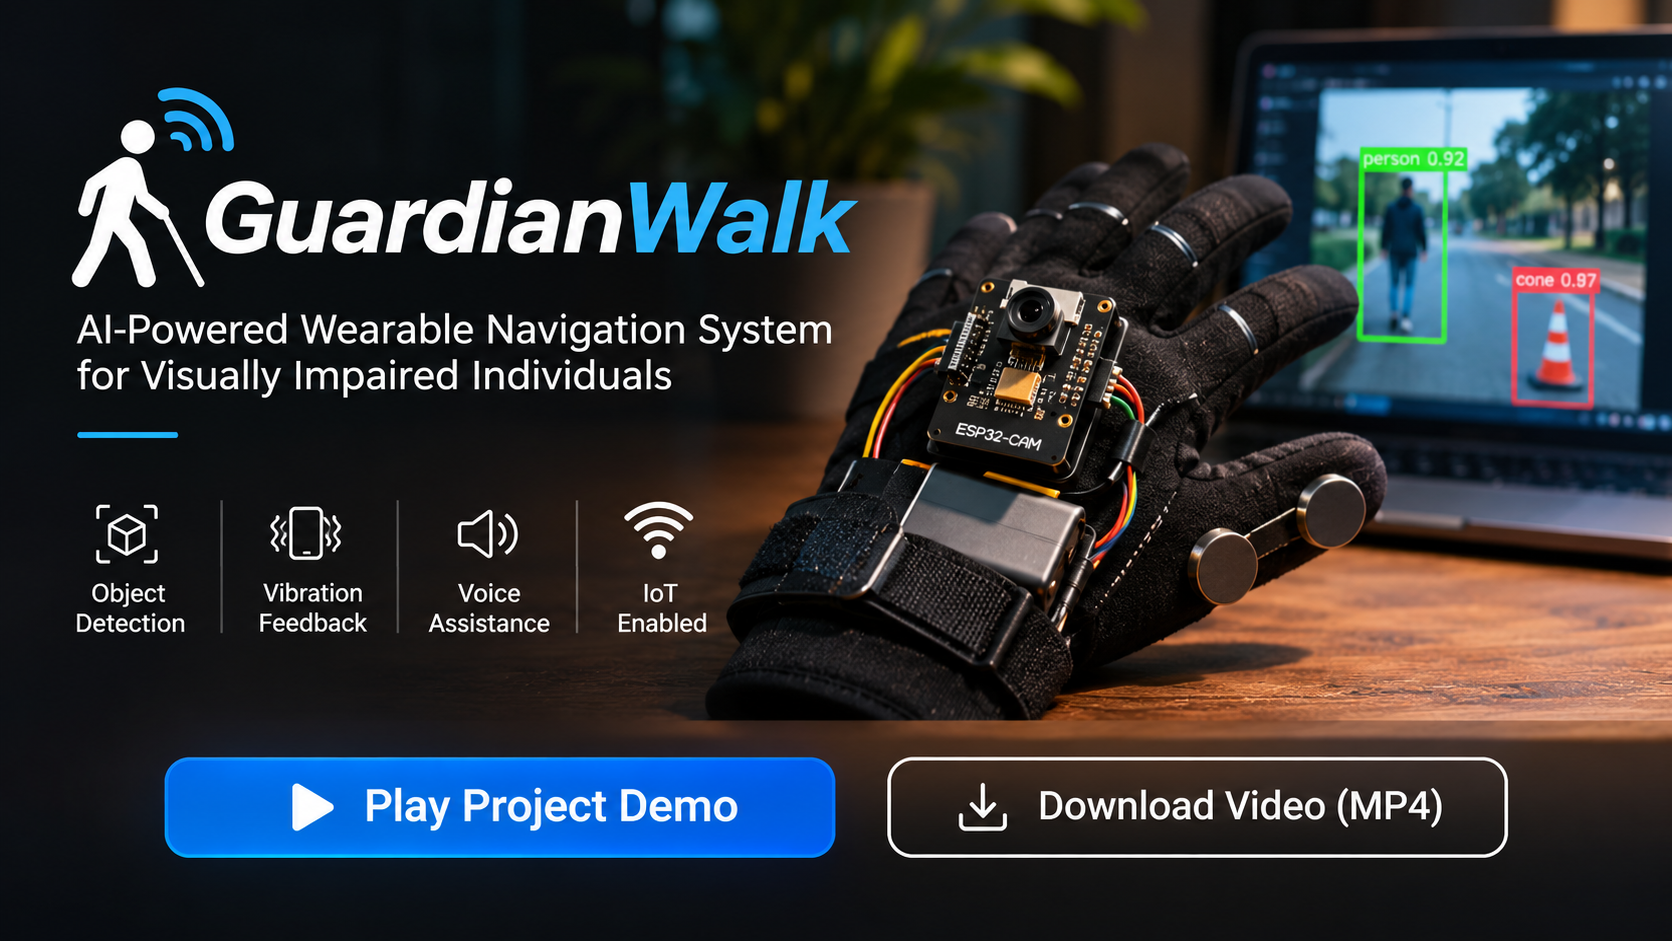 GuardianWalk
AI-Powered Wearable Navigation System
for Visually Impaired Individuals
Object
Detection
Vibration
Feedback
Voice
Assistance
IoT
Enabled
ESP32-CAM
person 0.92
cone 0.97
Play Project Demo
Download Video (MP4)